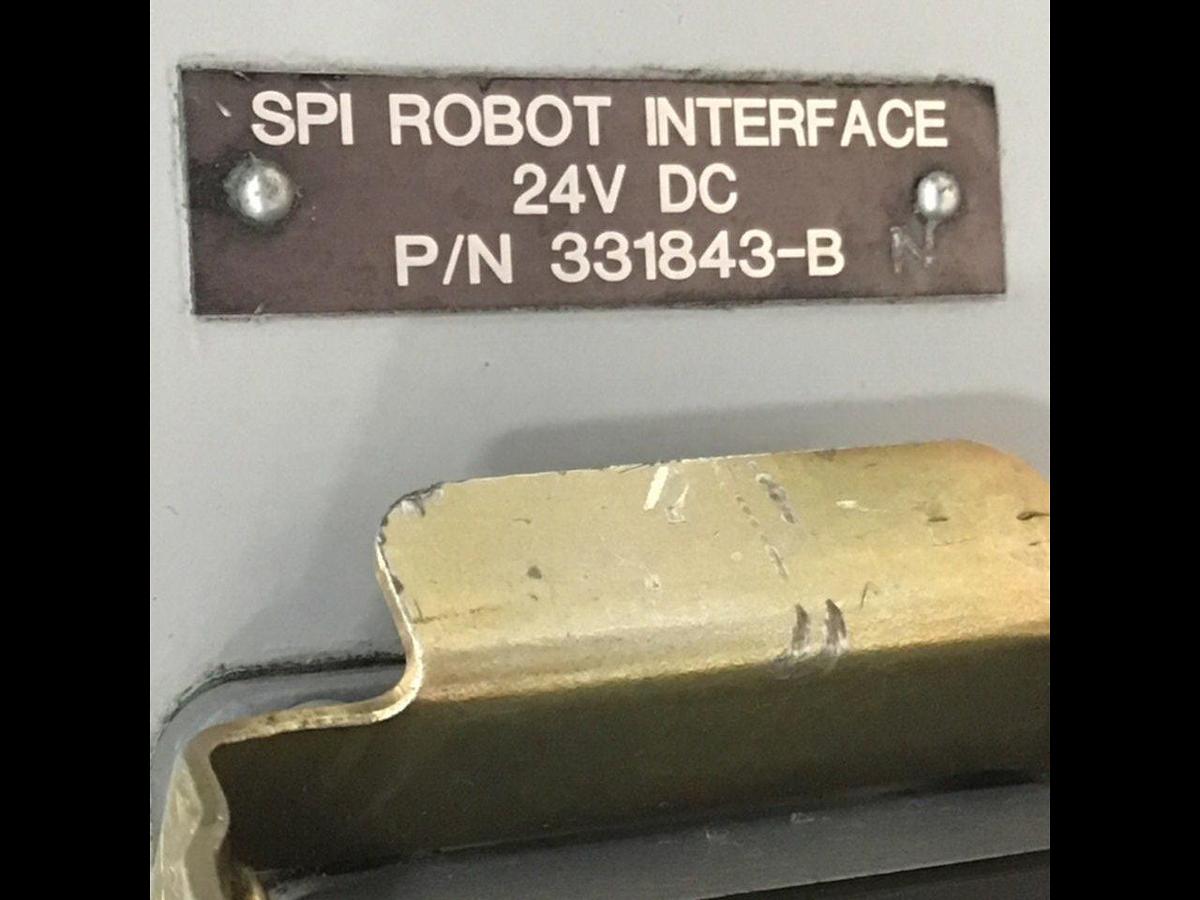 SPI ROBOT INTERFACE
24V DC
P/N 331843-B